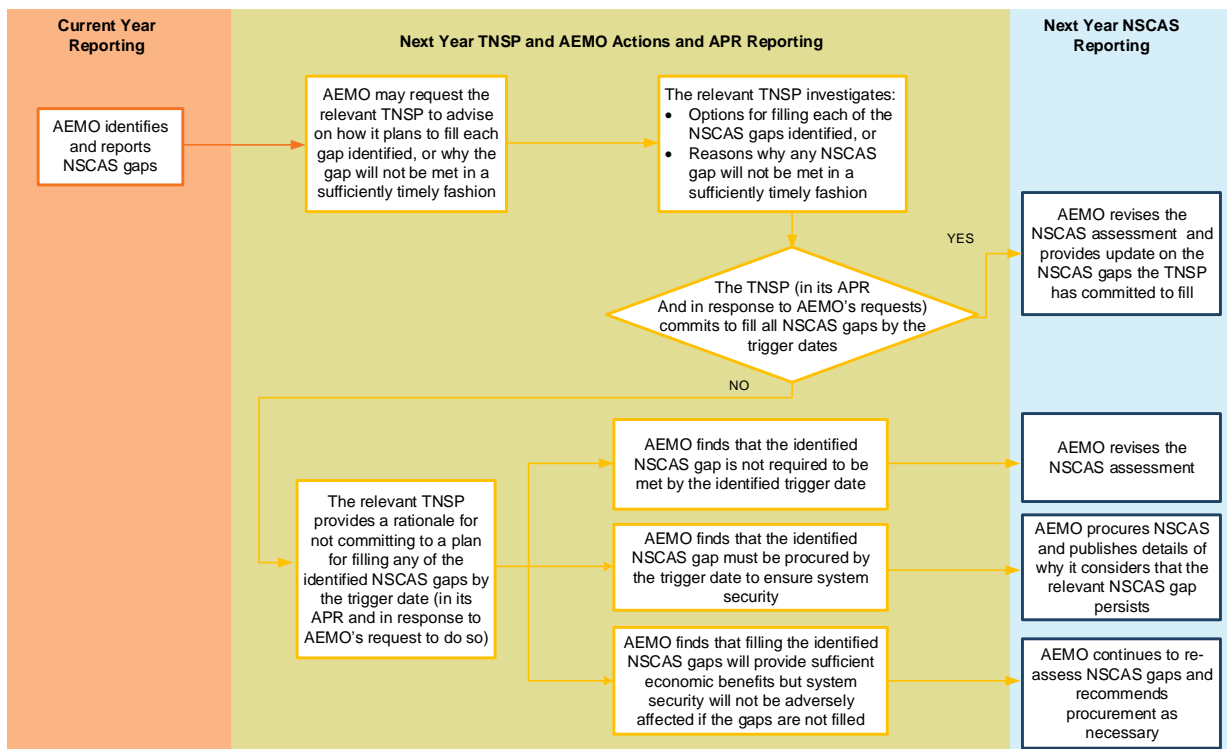 Current Year
Reporting
Next Year TNSP and AEMO Actions and APR Reporting
Next Year NSCAS
Reporting
AEMO identifies
and reports
NSCAS gaps
AEMO may request the
relevant TNSP to advise
on how it plans to fill each
gap identified, or why the
gap will not be met in a
sufficiently timely fashion
The relevant TNSP investigates:
• Options for filling each of the
NSCAS gaps identified, or
• Reasons why any NSCAS
gap will not be met in a
sufficiently timely fashion
The TNSP (in its APR
And in response to AEMO’s requests)
commits to fill all NSCAS gaps by the
trigger dates
YES
AEMO revises the
NSCAS assessment and
provides update on the
NSCAS gaps the TNSP
has committed to fill
NO
The relevant TNSP
provides a rationale for
not committing to a plan
for filling any of the
identified NSCAS gaps by
the trigger date (in its
APR and in response to
AEMO’s request to do so)
AEMO finds that the identified
NSCAS gap is not required to be
met by the identified trigger date
AEMO revises the
NSCAS assessment
AEMO finds that the identified
NSCAS gap must be procured by
the trigger date to ensure system
security
AEMO procures NSCAS
and publishes details of
why it considers that the
relevant NSCAS gap
persists
AEMO finds that filling the identified
NSCAS gaps will provide sufficient
economic benefits but system
security will not be adversely
affected if the gaps are not filled
AEMO continues to re-
assess NSCAS gaps and
recommends
procurement as
necessary